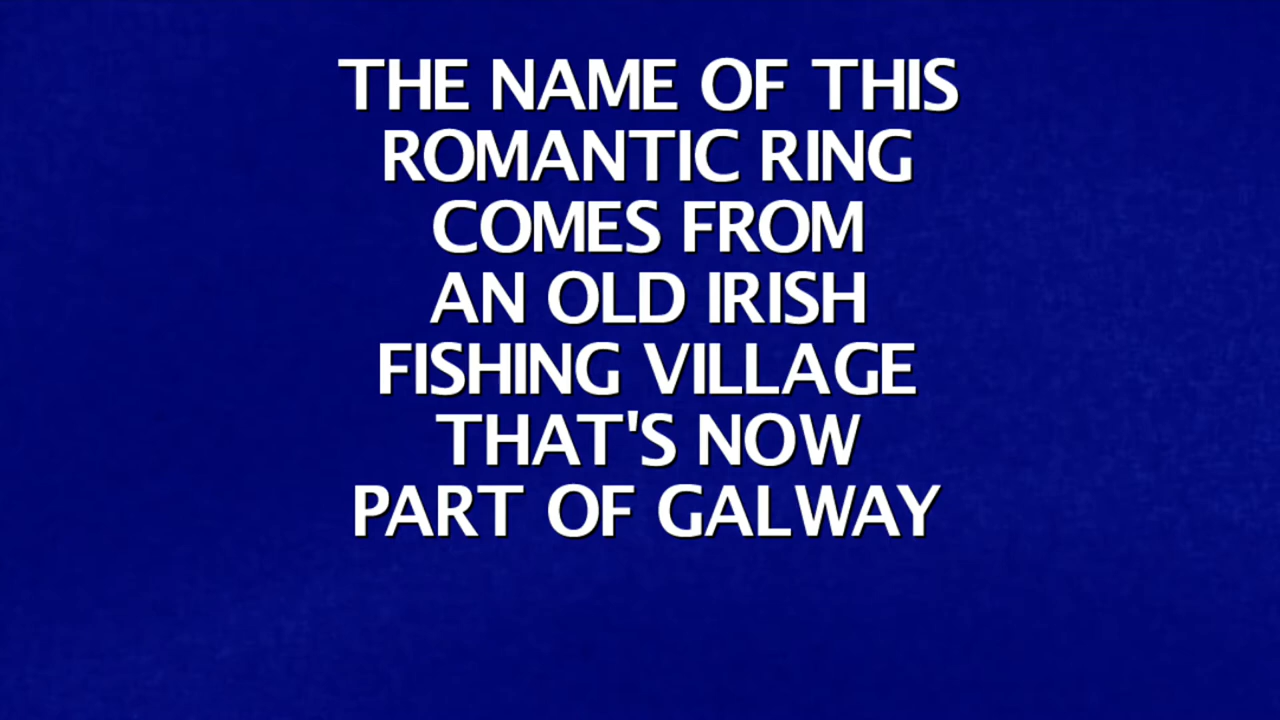 THE NAME OF THIS
ROMANTIC RING
COMES FROM
AN OLD IRISH
FISHING VILLAGE
THAT'S NOW
PART OF GALWAY